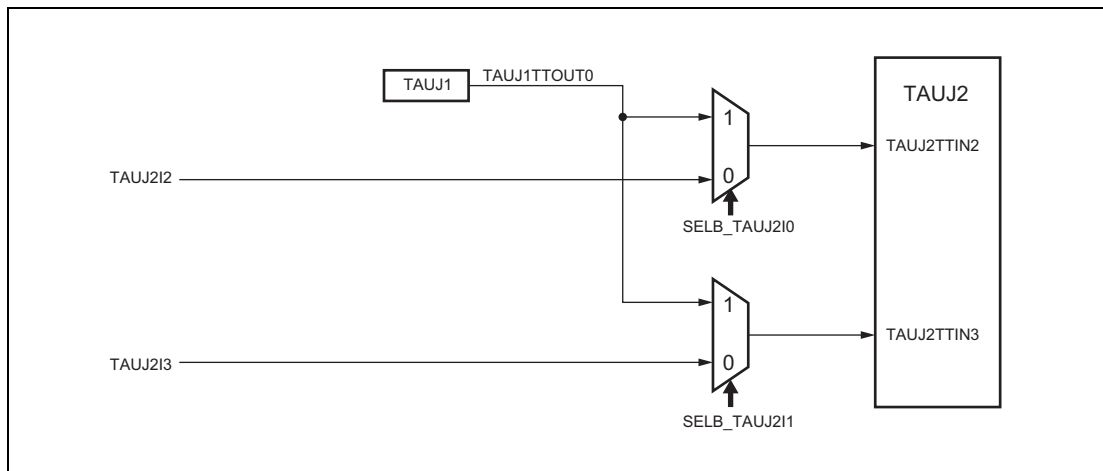 TAUJ1
TAUJ1TTOUT0
TAUJ2
1
TAUJ2TTIN2
TAUJ2I2
0
SELB_TAUJ2I0
1
TAUJ2TTIN3
TAUJ2I3
0
SELB_TAUJ2I1